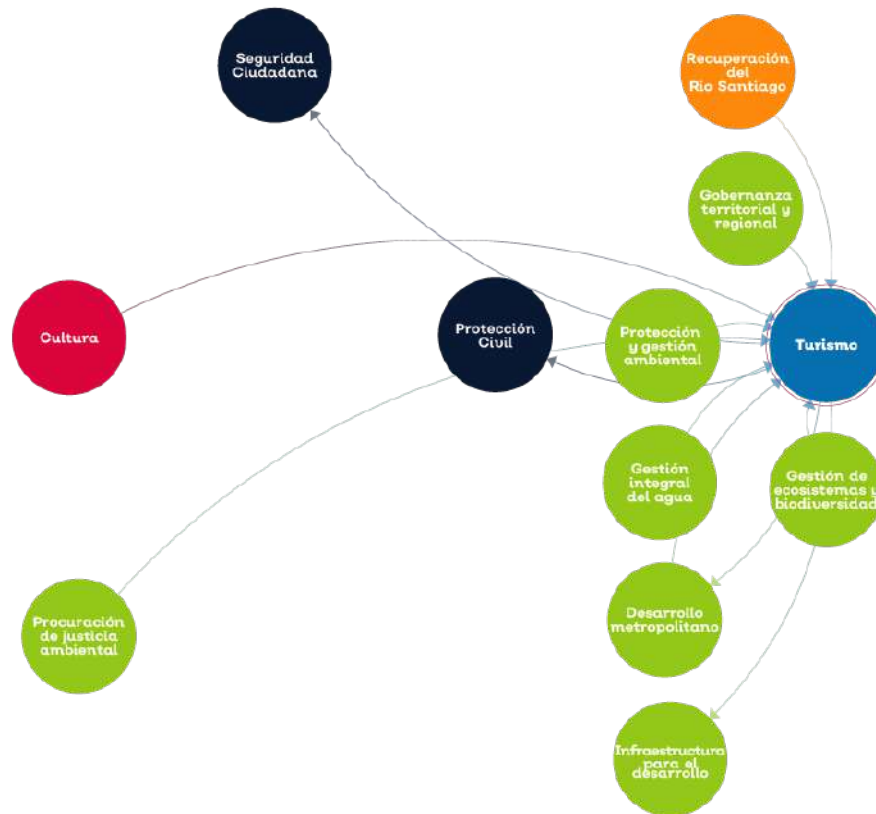 Seguridad
Ciudadana
Recuperación
del
Río Santiago
Gobernanza
territorial y
regional
Cultura
Protección
Civil
Protección
y gestión
ambiental
Turismo
Gestión
integral
del agua
Gestión de
ecosistemas y
biodiversidad
Procuración
de justicia
ambiental
Desarrollo
metropolitano
Infraestructura
para el
desarrollo